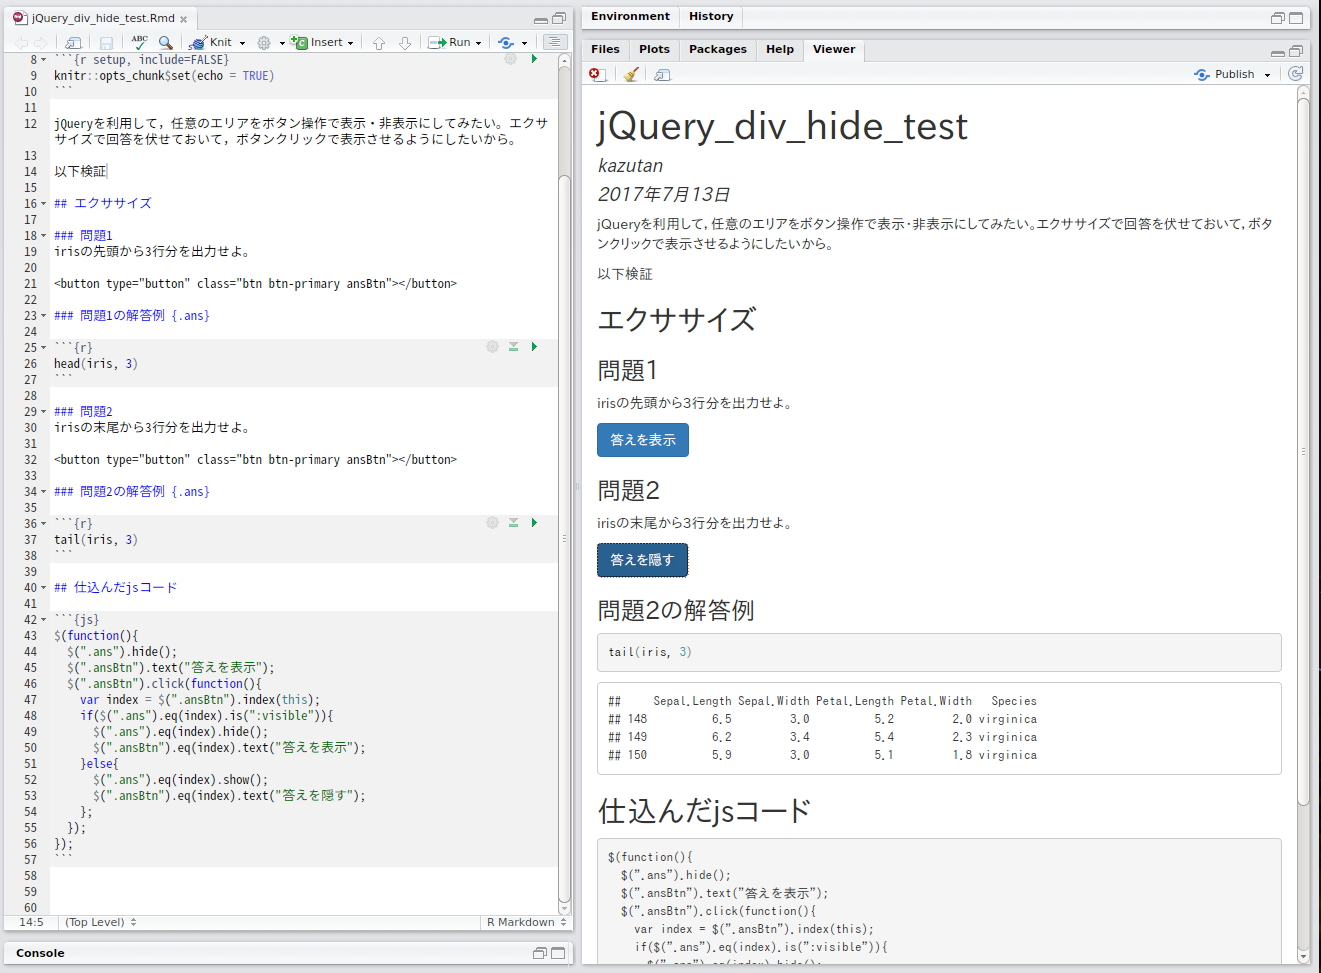 jQuery_div_hide_test.Rmd
ABC
Knit
Insert
Run
8 ```{r setup, include=FALSE}
9 knitr::opts_chunk$set(echo = TRUE)
10 ```
11
12 jQueryを利用して，任意のエリアをボタン操作で表示・非表示にしてみたい。エクサ
サイズで回答を伏せておいて，ボタンクリックで表示させるようにしたいから。
13
14 以下検証
15
16 ## エクササイズ
17
18 ### 問題1
19 irisの先頭から3行分を出力せよ。
20
21 <button type="button" class="btn btn-primary ansBtn"></button>
22
23 ### 問題1の解答例 {.ans}
24
25 ```{r}
26 head(iris, 3)
27 ```
28
29 ### 問題2
30 irisの末尾から3行分を出力せよ。
31
32 <button type="button" class="btn btn-primary ansBtn"></button>
33
34 ### 問題2の解答例 {.ans}
35
36 ```{r}
37 tail(iris, 3)
38 ```
39
40 ## 仕込んだjsコード
41
42 ```{js}
43 $(function(){
44   $(".ans").hide();
45   $(".ansBtn").text("答えを表示");
46   $(".ansBtn").click(function(){
47     var index = $(".ansBtn").index(this);
48     if($(".ans").eq(index).is(":visible")){
49       $(".ans").eq(index).hide();
50       $(".ansBtn").eq(index).text("答えを表示");
51     }else{
52       $(".ans").eq(index).show();
53       $(".ansBtn").eq(index).text("答えを隠す");
54     };
55   });
56 });
57 ```
58
59
60
14:5 (Top Level) R Markdown
Console
Environment History
Files Plots Packages Help Viewer
Publish
jQuery_div_hide_test
kazutan
2017年7月13日
jQueryを利用して，任意のエリアをボタン操作で表示・非表示にしてみたい。エクササイズで回答を伏せておいて，ボタ
ンクリックで表示させるようにしたいから。
以下検証
エクササイズ
問題1
irisの先頭から3行分を出力せよ。
答えを表示
問題2
irisの末尾から3行分を出力せよ。
答えを隠す
問題2の解答例
tail(iris, 3)
##     Sepal.Length Sepal.Width Petal.Length Petal.Width   Species
## 148          6.5         3.0          5.2         2.0 virginica
## 149          6.2         3.4          5.4         2.3 virginica
## 150          5.9         3.0          5.1         1.8 virginica
仕込んだjsコード
$(function(){
  $(".ans").hide();
  $(".ansBtn").text("答えを表示");
  $(".ansBtn").click(function(){
    var index = $(".ansBtn").index(this);
    if($(".ans").eq(index).is(":visible")){
      $(".ans").eq(index).hide();